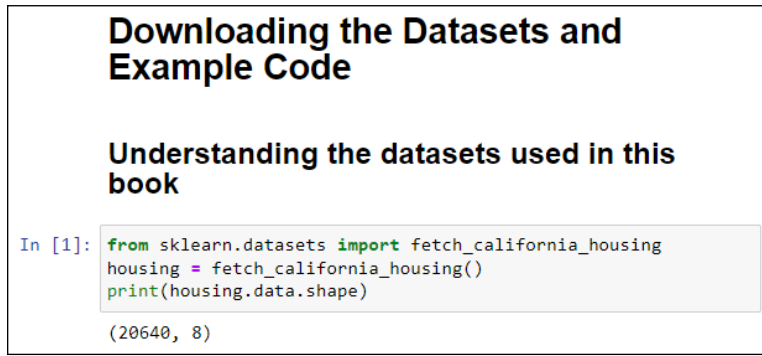 Downloading the Datasets and
Example Code
Understanding the datasets used in this
book
In [1]: from sklearn.datasets import fetch_california_housing
housing = fetch_california_housing()
print(housing.data.shape)
(20640, 8)